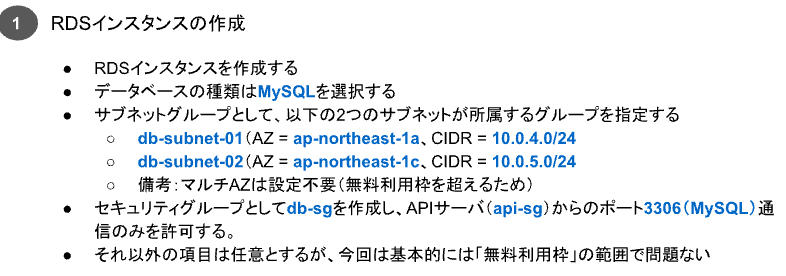 1 RDSインスタンスの作成
● RDSインスタンスを作成する
● データベースの種類はMySQLを選択する
● サブネットグループとして、以下の2つのサブネットが所属するグループを指定する
○ db-subnet-01（AZ = ap-northeast-1a、CIDR = 10.0.4.0/24
○ db-subnet-02（AZ = ap-northeast-1c、CIDR = 10.0.5.0/24
○ 備考：マルチAZは設定不要（無料利用枠を超えるため）
● セキュリティグループとしてdb-sgを作成し、APIサーバ（api-sg）からのポート3306（MySQL）通
信のみを許可する。
● それ以外の項目は任意とするが、今回は基本的には「無料利用枠」の範囲で問題ない